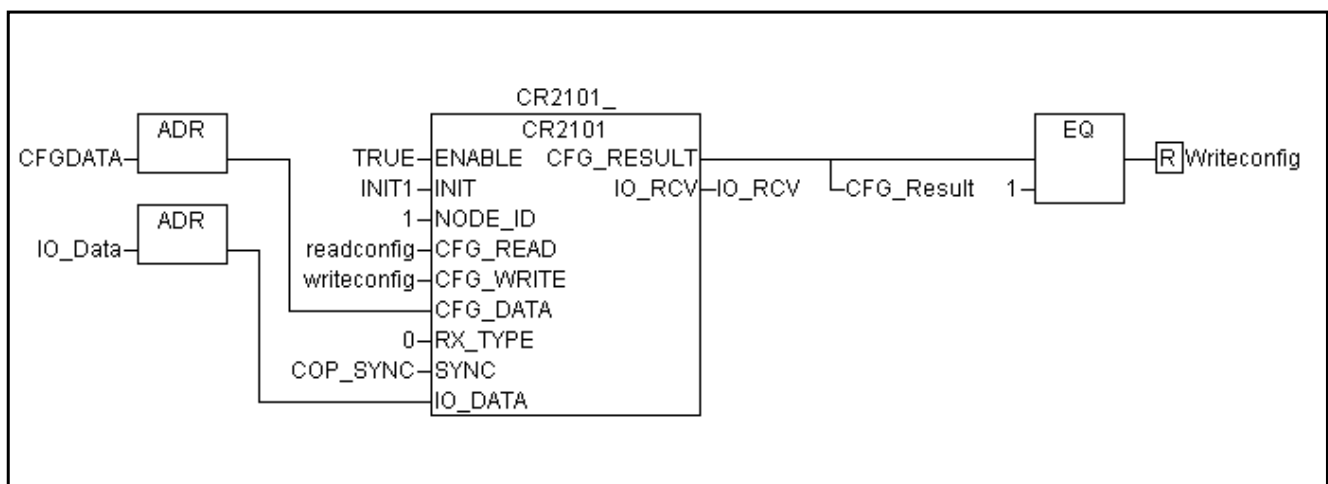 CR2101_
ADR
CR2101
EQ
CFGDATA
TRUE ENABLE CFG_RESULT
R Writeconfig
INIT1 INIT
IO_RCV IO_RCV
CFG_Result
1
1 NODE_ID
ADR
IO_Data
readconfig CFG_READ
writeconfig CFG_WRITE
CFG_DATA
0 RX_TYPE
COP_SYNC SYNC
IO_DATA